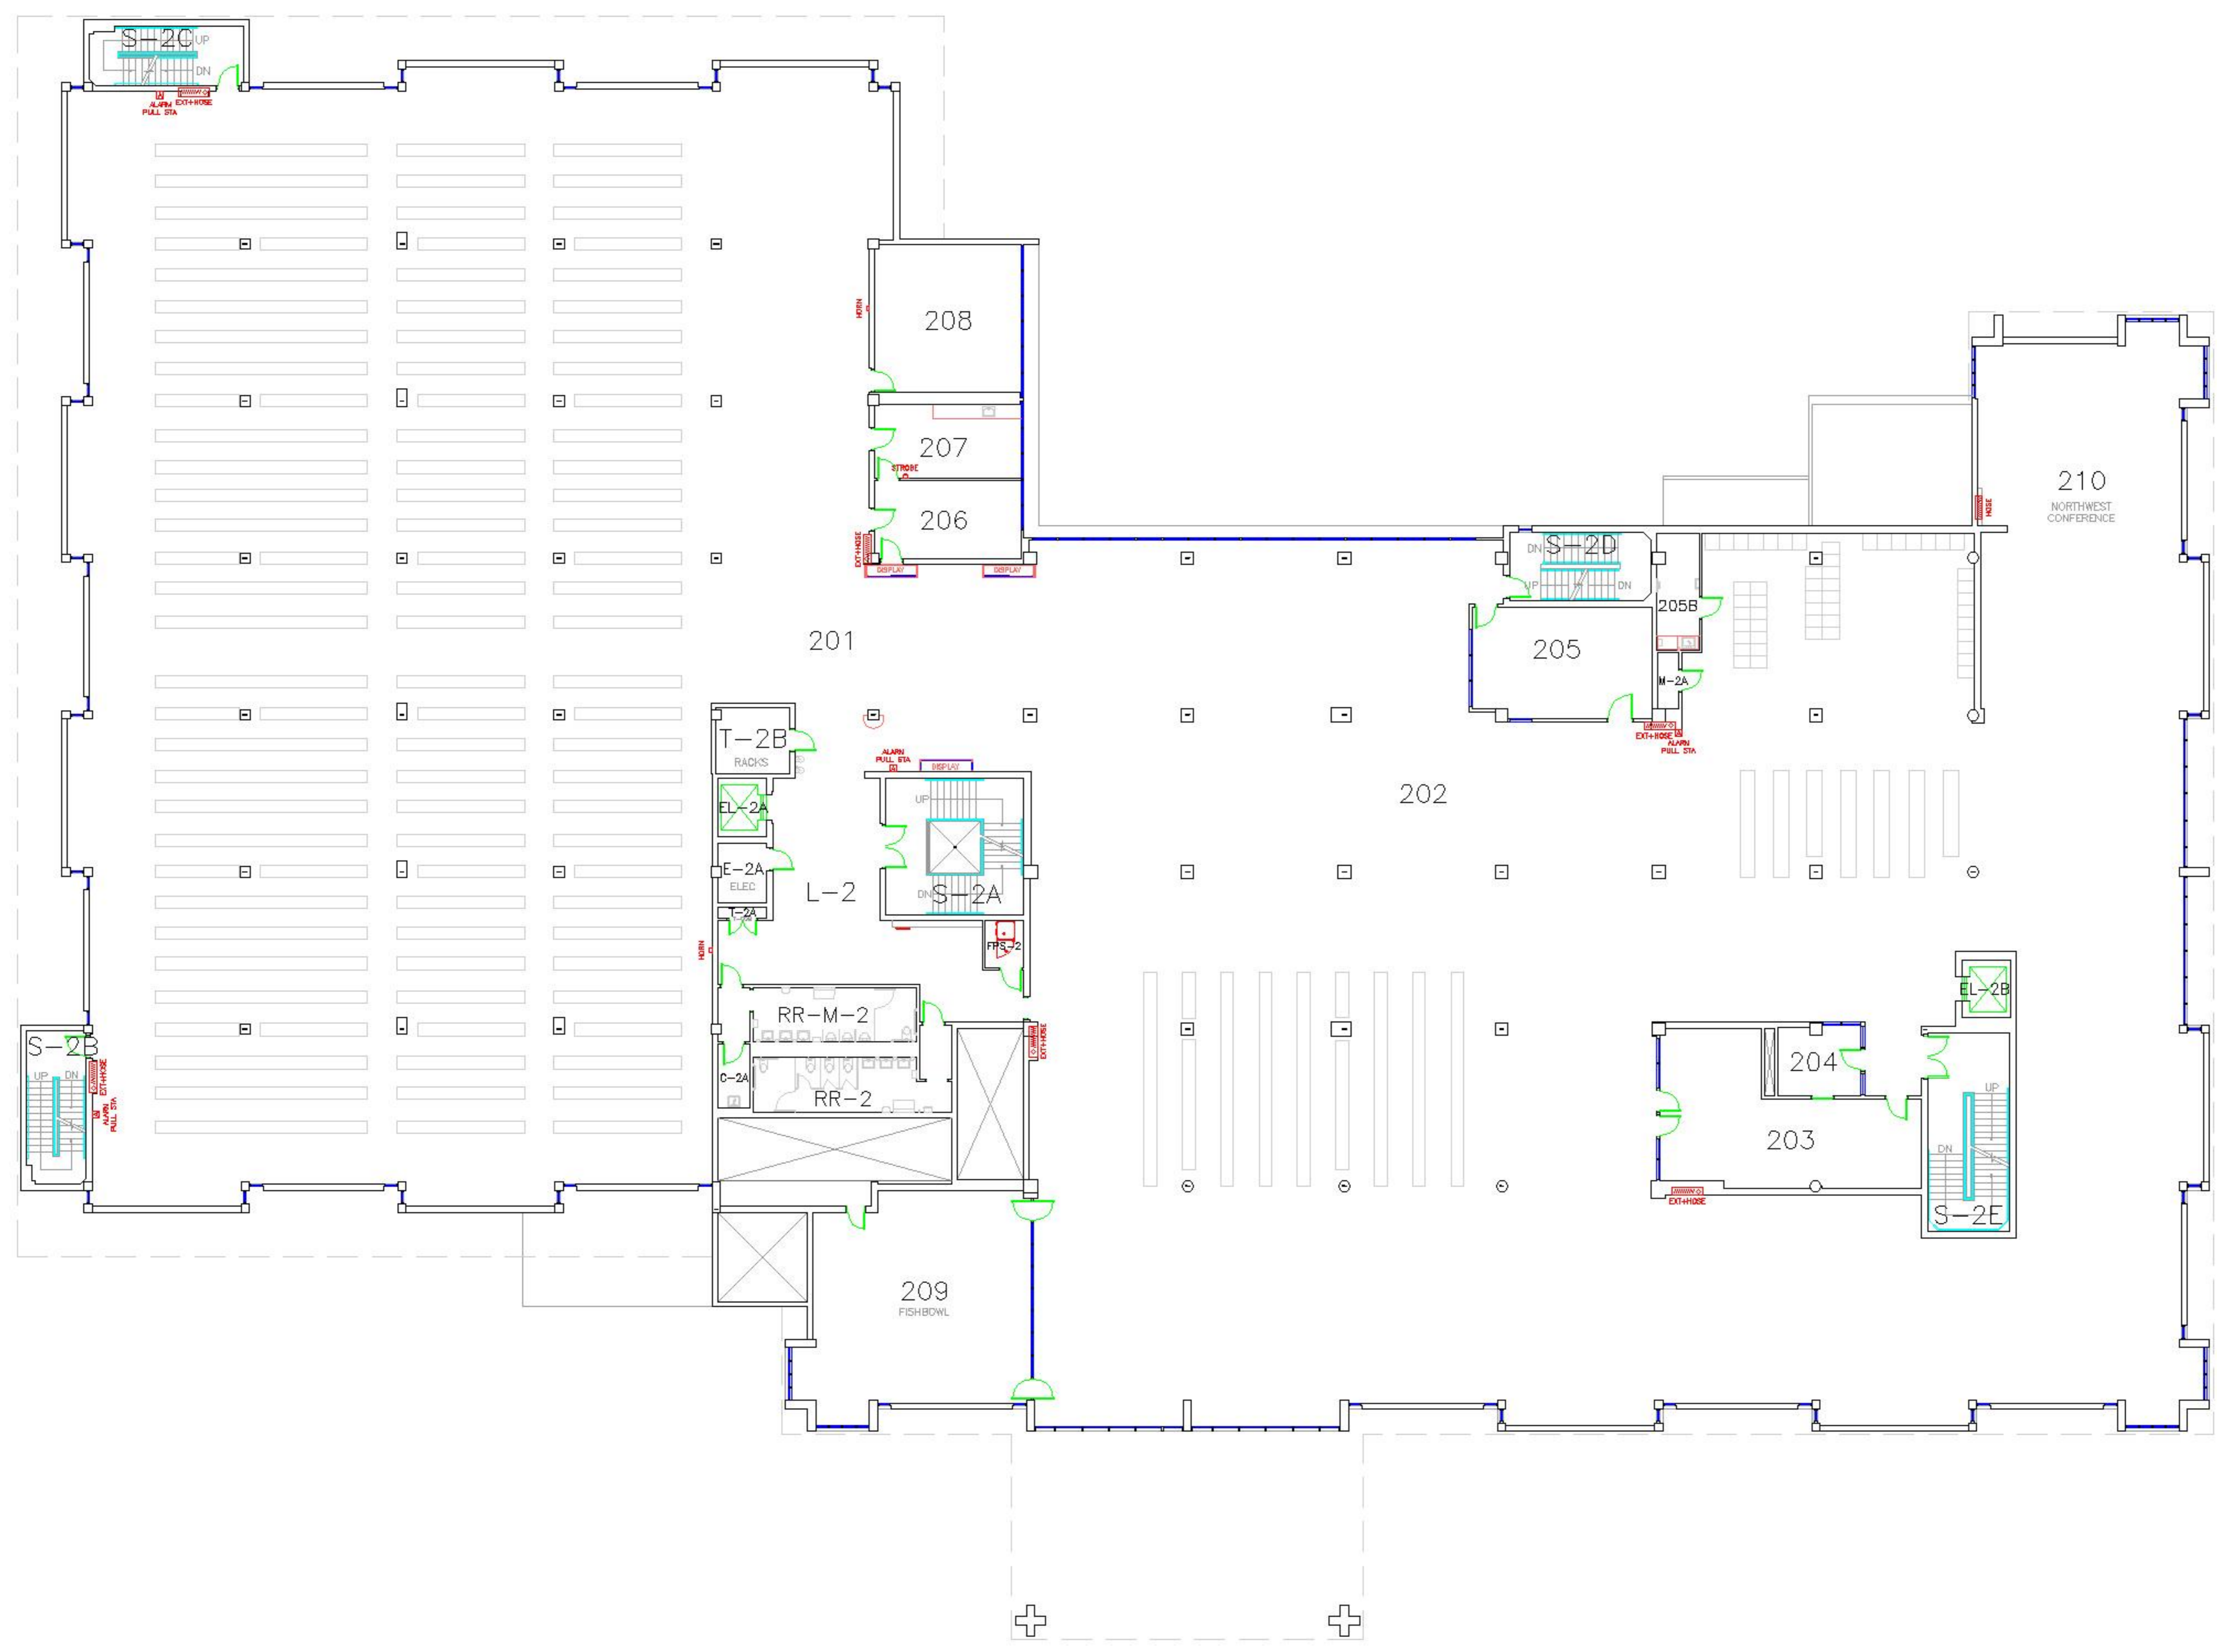 S-2C
UP
DN
ALARM
PULL STA
EXT+HOSE
HORN
208
207
STROBE
206
EXT+HOSE
DISPLAY
DISPLAY
210
NORTHWEST
CONFERENCE
HOSE
DN
S-2D
UP
DN
205B
205
M-2A
EXT+HOSE
ALARM
PULL STA
201
T-2B
RACKS
ALARM
PULL STA
DISPLAY
UP
EL-2A
202
E-2A
ELEC
L-2
DN
S-2A
T-2A
HORN
FPS-2
EL-2B
RR-M-2
EXT+HOSE
S-2B
UP
DN
EXT+HOSE
ALARM
PULL STA
C-2A
RR-2
204
UP
203
DN
EXT+HOSE
S-2E
209
FISHBOWL